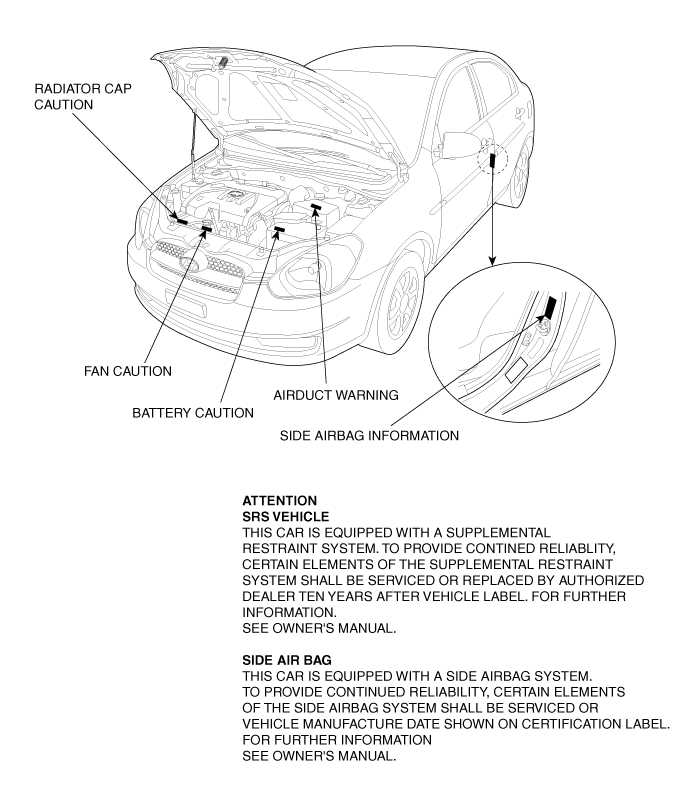 RADIATOR CAP
CAUTION
FAN CAUTION
BATTERY CAUTION
AIRDUCT WARNING
SIDE AIRBAG INFORMATION
ATTENTION
SRS VEHICLE
THIS CAR IS EQUIPPED WITH A SUPPLEMENTAL
RESTRAINT SYSTEM. TO PROVIDE CONTINED RELIABLITY,
CERTAIN ELEMENTS OF THE SUPPLEMENTAL RESTRAINT
SYSTEM SHALL BE SERVICED OR REPLACED BY AUTHORIZED
DEALER TEN YEARS AFTER VEHICLE LABEL. FOR FURTHER
INFORMATION.
SEE OWNER'S MANUAL.
SIDE AIR BAG
THIS CAR IS EQUIPPED WITH A SIDE AIRBAG SYSTEM.
TO PROVIDE CONTINUED RELIABILITY, CERTAIN ELEMENTS
OF THE SIDE AIRBAG SYSTEM SHALL BE SERVICED OR
VEHICLE MANUFACTURE DATE SHOWN ON CERTIFICATION LABEL.
FOR FURTHER INFORMATION
SEE OWNER'S MANUAL.